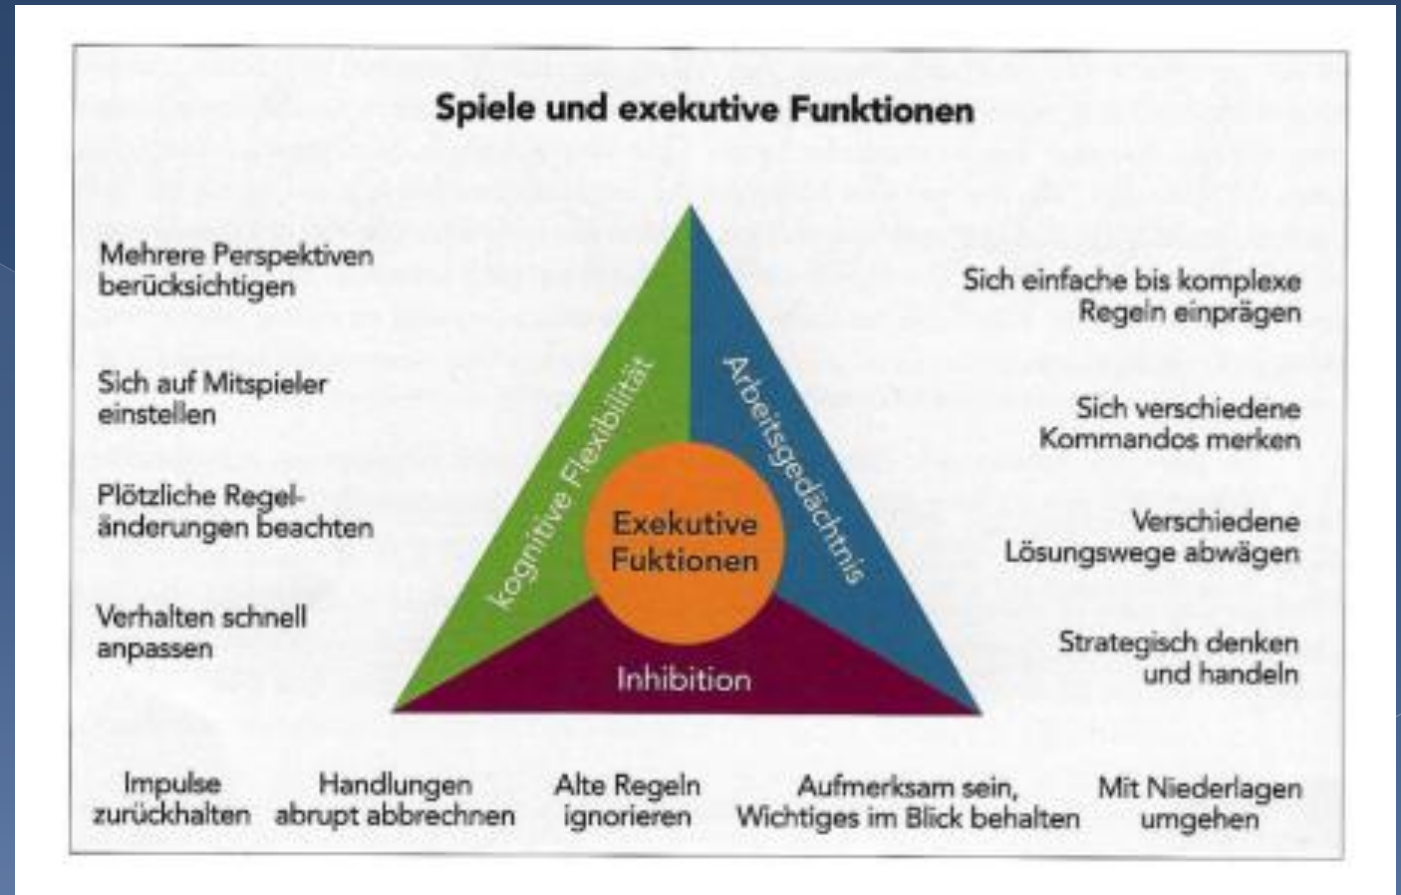 Spiele und exekutive Funktionen
Mehrere Perspektiven
berücksichtigen
Sich auf Mitspieler
einstellen
Plötzliche Regel-
änderungen beachten
Verhalten schnell
anpassen
kognitive Flexibilität
Arbeitsgedächtnis
Exekutive
Fuktionen
Inhibition
Sich einfache bis komplexe
Regeln einprägen
Sich verschiedene
Kommandos merken
Verschiedene
Lösungswege abwägen
Strategisch denken
und handeln
Impulse
zurückhalten
Handlungen
abrupt abbrechnen
Alte Regeln
ignorieren
Aufmerksam sein,
Wichtiges im Blick behalten
Mit Niederlagen
umgehen